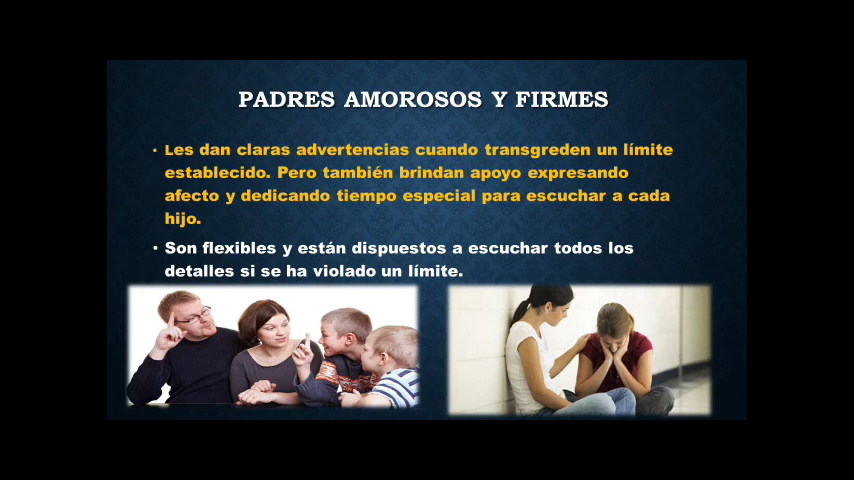 PADRES AMOROSOS Y FIRMES
• Les dan claras advertencias cuando transgreden un límite
establecido. Pero también brindan apoyo expresando
afecto y dedicando tiempo especial para escuchar a cada
hijo.
• Son flexibles y están dispuestos a escuchar todos los
detalles si se ha violado un límite.